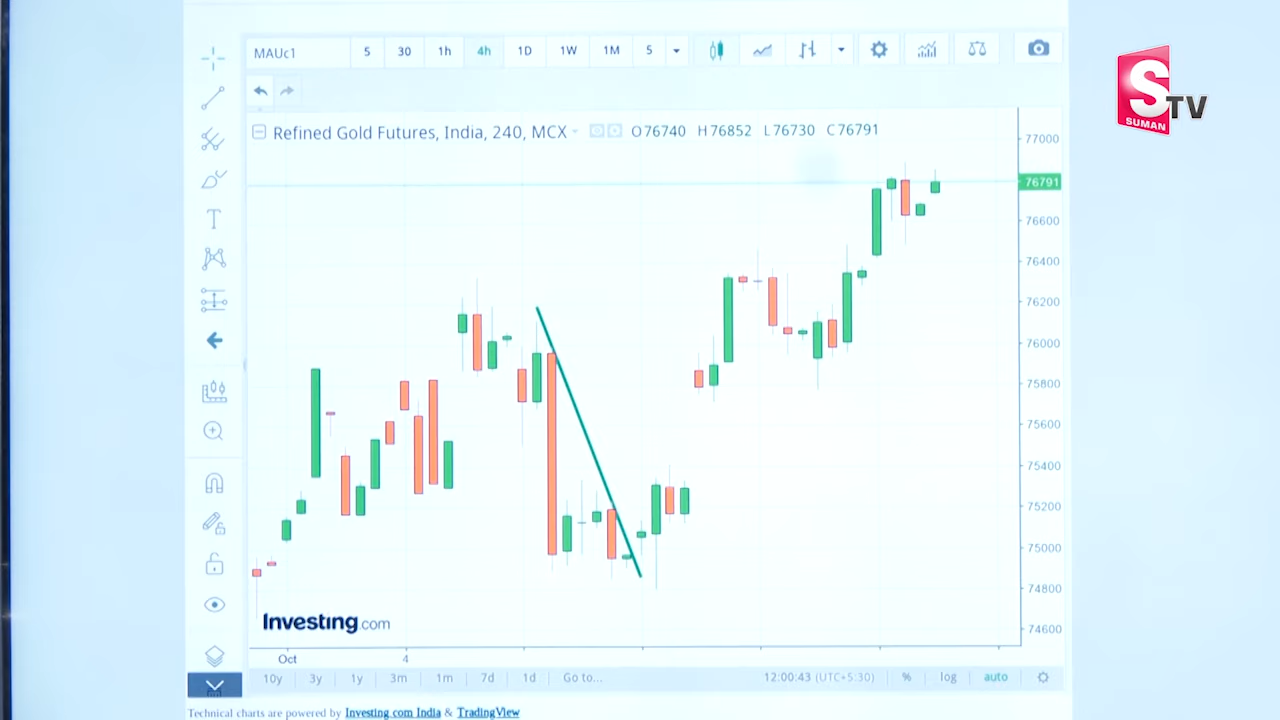 MAUc1 5 30 1h 4h 1D 1W 1M 5
S
TV
SUMAN
Refined Gold Futures, India, 240, MCX O76740 H76852 L76730 C76791
77000
76791
76600
76400
76200
76000
75800
75600
75400
75200
75000
74800
74600
T
Investing.com
Oct 4
10y 3y 1y 3m 1m 7d 1d Go to... 12:00:43 (UTC+5:30) % log auto
Technical charts are powered by Investing.com India & TradingView